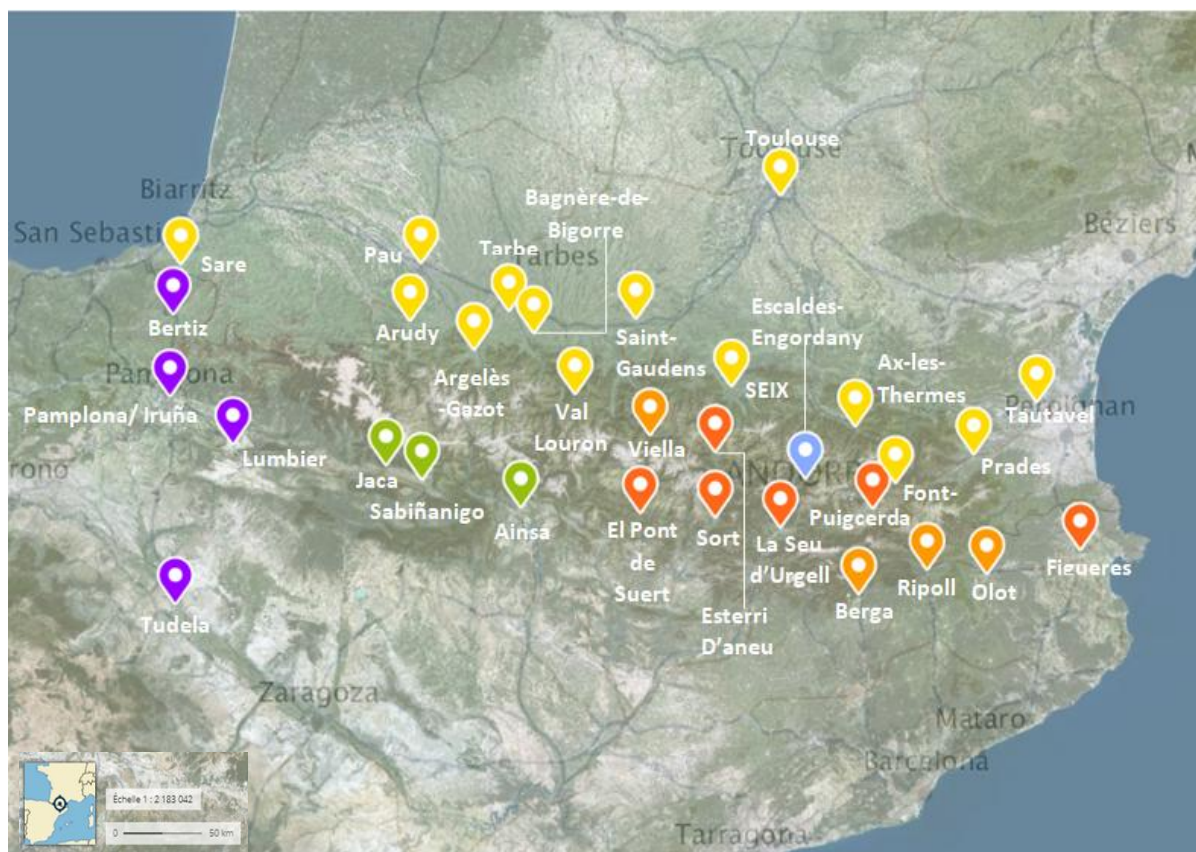 Toulouse
Toulouse
Biarritz
Bagnère-de-
Bigorre
San Sebasti
Béziers
Sare
Pau
Tarbe
Tarbes
Bertiz
Arudy
Saint-
Gaudens
Escaldes-
Engordany
Argelès
-Gazot
Val
Louron
SEIX
Ax-les-
Thermes
Tautavel
Pamplona/ Iruña
Lumbier
Viella
Prades
Jaca
Sabiñanigo
Ainsa
El Pont
de
Suert
Sort
La Seu
d'Urgell
Puigcerda
Font-
Esterri
D'aneu
Berga
Ripoll
Olot
Figueres
Tudela
Zaragoza
Mataro
Barcelona
Tarragona
Échelle 1 : 2 183 042
0 50 km